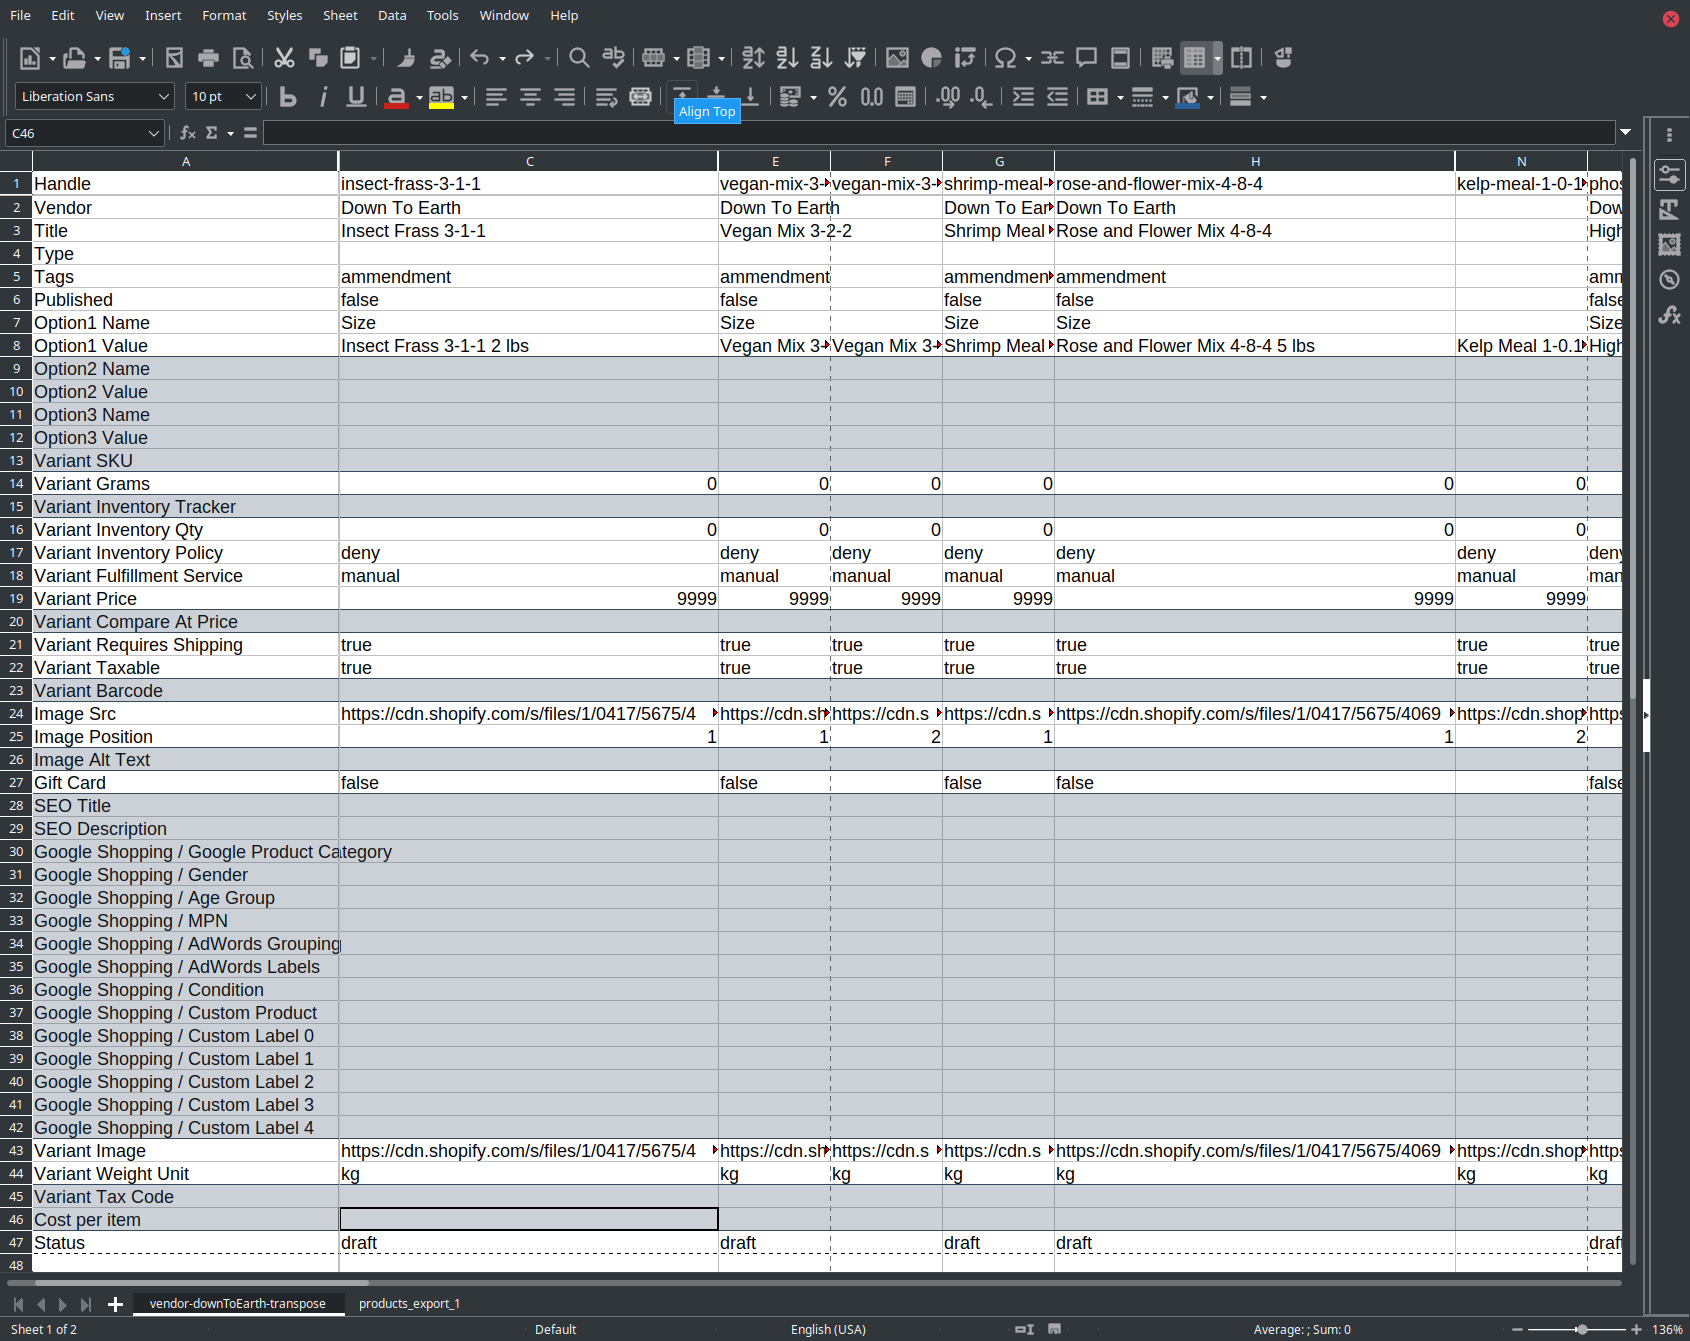 File Edit View Insert Format Styles Sheet Data Tools Window Help
Liberation Sans 10 pt
Align Top
C46
A C E F G H N
1 Handle insect-frass-3-1-1 vegan-mix-3- vegan-mix-3- shrimp-meal- rose-and-flower-mix-4-8-4 kelp-meal-1-0-1 phos
2 Vendor Down To Earth Down To Earth Down To Ear Down To Earth Dow
3 Title Insect Frass 3-1-1 Vegan Mix 3-2-2 Shrimp Meal Rose and Flower Mix 4-8-4 High
4 Type
5 Tags ammendment ammendment ammendmen ammendment amm
6 Published false false false false false
7 Option1 Name Size Size Size Size Size
8 Option1 Value Insect Frass 3-1-1 2 lbs Vegan Mix 3- Vegan Mix 3- Shrimp Meal Rose and Flower Mix 4-8-4 5 lbs Kelp Meal 1-0.1 High
9 Option2 Name
10 Option2 Value
11 Option3 Name
12 Option3 Value
13 Variant SKU
14 Variant Grams 0 0 0 0 0 0
15 Variant Inventory Tracker
16 Variant Inventory Qty 0 0 0 0 0 0
17 Variant Inventory Policy deny deny deny deny deny deny deny
18 Variant Fulfillment Service manual manual manual manual manual manual man
19 Variant Price 9999 9999 9999 9999 9999 9999
20 Variant Compare At Price
21 Variant Requires Shipping true true true true true true true
22 Variant Taxable true true true true true true true
23 Variant Barcode
24 Image Src https://cdn.shopify.com/s/files/1/0417/5675/4 https://cdn.sh https://cdn.s https://cdn.s https://cdn.shopify.com/s/files/1/0417/5675/4069 https://cdn.shop https
25 Image Position 1 1 2 1 1 2
26 Image Alt Text
27 Gift Card false false false false false
28 SEO Title
29 SEO Description
30 Google Shopping / Google Product Category
31 Google Shopping / Gender
32 Google Shopping / Age Group
33 Google Shopping / MPN
34 Google Shopping / AdWords Grouping
35 Google Shopping / AdWords Labels
36 Google Shopping / Condition
37 Google Shopping / Custom Product
38 Google Shopping / Custom Label 0
39 Google Shopping / Custom Label 1
40 Google Shopping / Custom Label 2
41 Google Shopping / Custom Label 3
42 Google Shopping / Custom Label 4
43 Variant Image https://cdn.shopify.com/s/files/1/0417/5675/4 https://cdn.sh https://cdn.s https://cdn.s https://cdn.shopify.com/s/files/1/0417/5675/4069 https://cdn.shop https
44 Variant Weight Unit kg kg kg kg kg kg kg
45 Variant Tax Code
46 Cost per item
47 Status draft draft draft draft draft
48
vendor-downToEarth-transpose products_export_1
Sheet 1 of 2 Default English (USA) Average: ; Sum: 0 136%